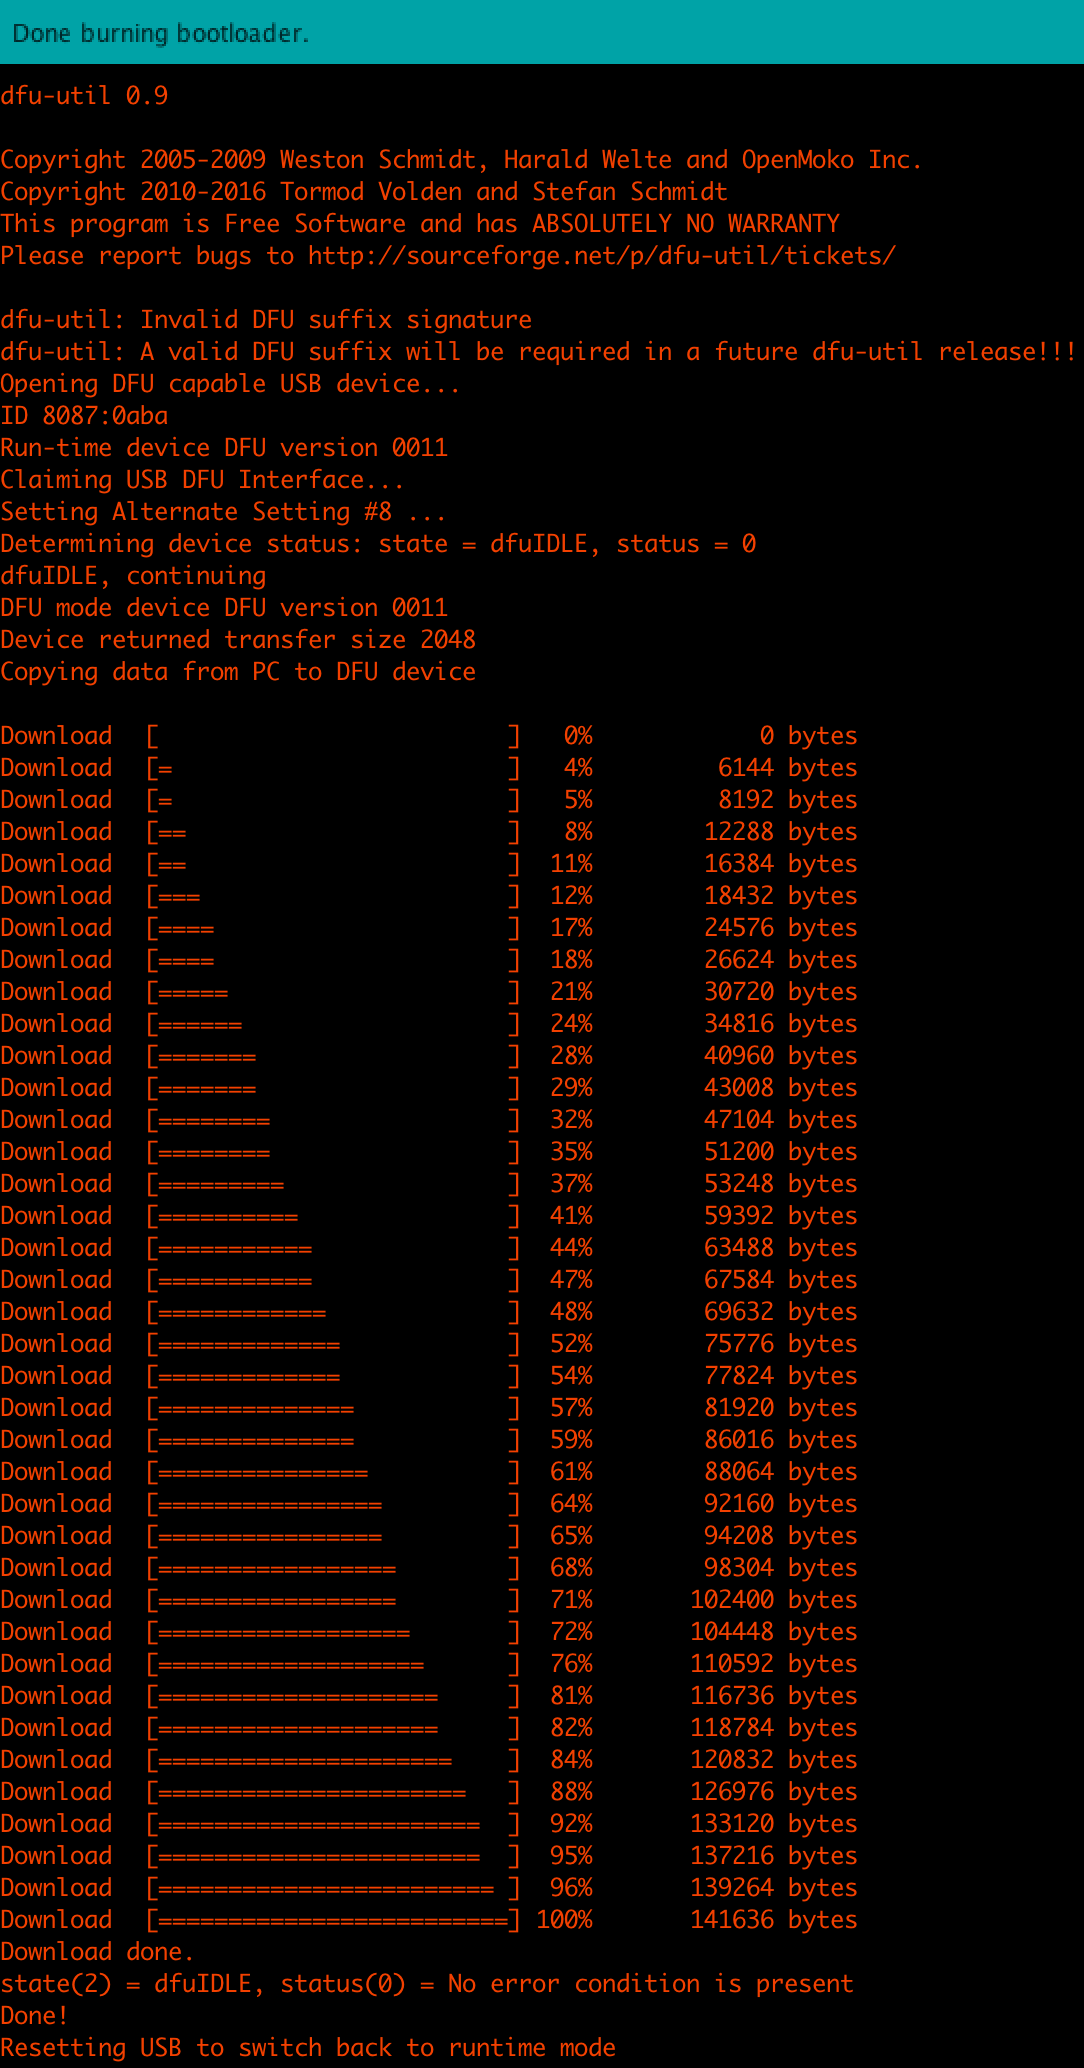 Done burning bootloader.
dfu-util 0.9
Copyright 2005-2009 Weston Schmidt, Harald Welte and OpenMoko Inc.
Copyright 2010-2016 Tormod Volden and Stefan Schmidt
This program is Free Software and has ABSOLUTELY NO WARRANTY
Please report bugs to http://sourceforge.net/p/dfu-util/tickets/
dfu-util: Invalid DFU suffix signature
dfu-util: A valid DFU suffix will be required in a future dfu-util release!!!
Opening DFU capable USB device...
ID 8087:0aba
Run-time device DFU version 0011
Claiming USB DFU Interface...
Setting Alternate Setting #8 ...
Determining device status: state = dfuIDLE, status = 0
dfuIDLE, continuing
DFU mode device DFU version 0011
Device returned transfer size 2048
Copying data from PC to DFU device
Download	[                         ]   0%            0 bytes
Download	[=                        ]   4%         6144 bytes
Download	[=                        ]   5%         8192 bytes
Download	[==                       ]   8%        12288 bytes
Download	[==                       ]  11%        16384 bytes
Download	[===                      ]  12%        18432 bytes
Download	[====                     ]  17%        24576 bytes
Download	[====                     ]  18%        26624 bytes
Download	[=====                    ]  21%        30720 bytes
Download	[======                   ]  24%        34816 bytes
Download	[=======                  ]  28%        40960 bytes
Download	[=======                  ]  29%        43008 bytes
Download	[========                 ]  32%        47104 bytes
Download	[========                 ]  35%        51200 bytes
Download	[=========                ]  37%        53248 bytes
Download	[==========               ]  41%        59392 bytes
Download	[===========              ]  44%        63488 bytes
Download	[===========              ]  47%        67584 bytes
Download	[============             ]  48%        69632 bytes
Download	[=============            ]  52%        75776 bytes
Download	[=============            ]  54%        77824 bytes
Download	[==============           ]  57%        81920 bytes
Download	[==============           ]  59%        86016 bytes
Download	[===============          ]  61%        88064 bytes
Download	[================         ]  64%        92160 bytes
Download	[================         ]  65%        94208 bytes
Download	[=================        ]  68%        98304 bytes
Download	[=================        ]  71%       102400 bytes
Download	[==================       ]  72%       104448 bytes
Download	[===================      ]  76%       110592 bytes
Download	[====================     ]  81%       116736 bytes
Download	[====================     ]  82%       118784 bytes
Download	[=====================    ]  84%       120832 bytes
Download	[======================   ]  88%       126976 bytes
Download	[=======================  ]  92%       133120 bytes
Download	[=======================  ]  95%       137216 bytes
Download	[======================== ]  96%       139264 bytes
Download	[=========================] 100%       141636 bytes
Download done.
state(2) = dfuIDLE, status(0) = No error condition is present
Done!
Resetting USB to switch back to runtime mode